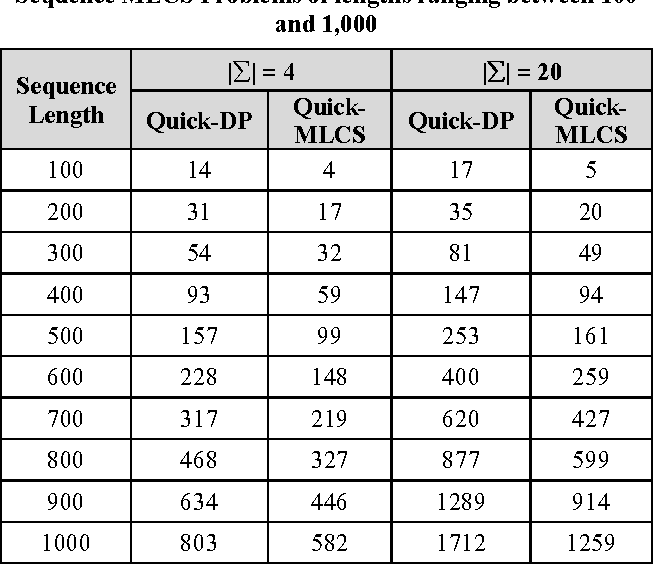 Sequence MLCS Problems of lengths ranging between 100
and 1,000
Sequence Length |Σ| = 4 |Σ| = 20
Quick-DP Quick-MLCS Quick-DP Quick-MLCS
100 14 4 17 5
200 31 17 35 20
300 54 32 81 49
400 93 59 147 94
500 157 99 253 161
600 228 148 400 259
700 317 219 620 427
800 468 327 877 599
900 634 446 1289 914
1000 803 582 1712 1259